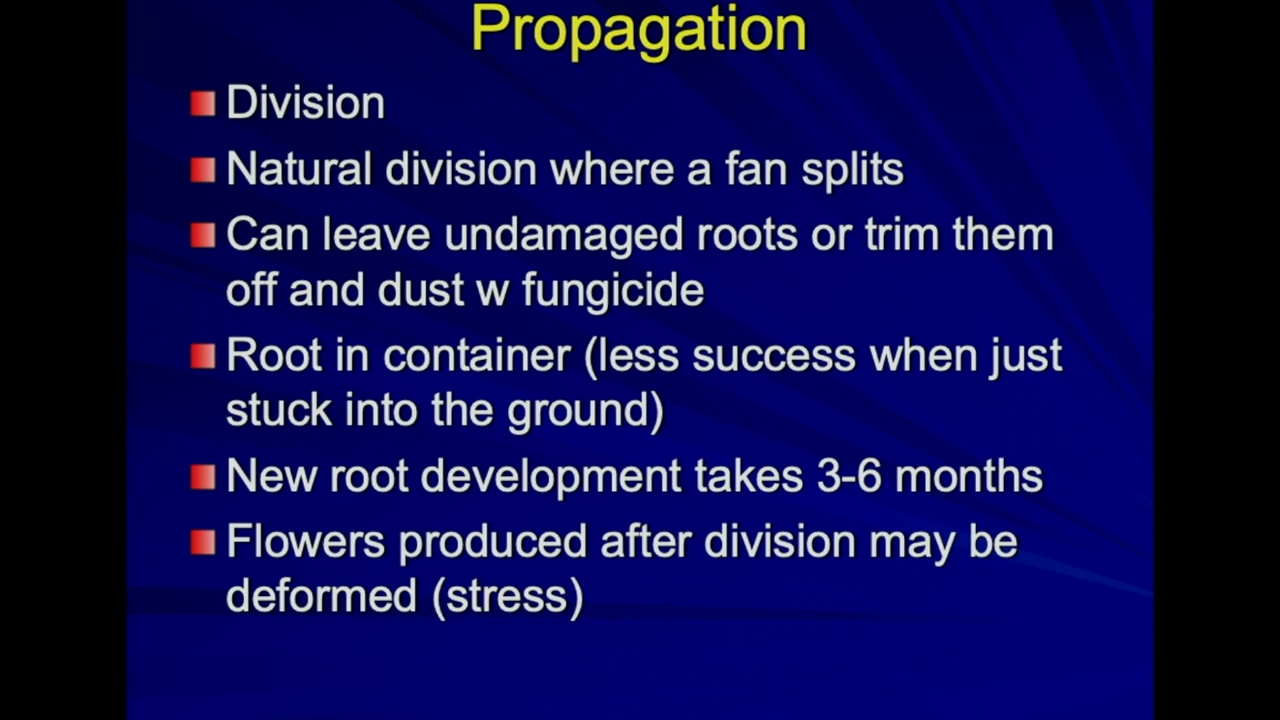 Propagation
Division
Natural division where a fan splits
Can leave undamaged roots or trim them
off and dust w fungicide
Root in container (less success when just
stuck into the ground)
New root development takes 3-6 months
Flowers produced after division may be
deformed (stress)